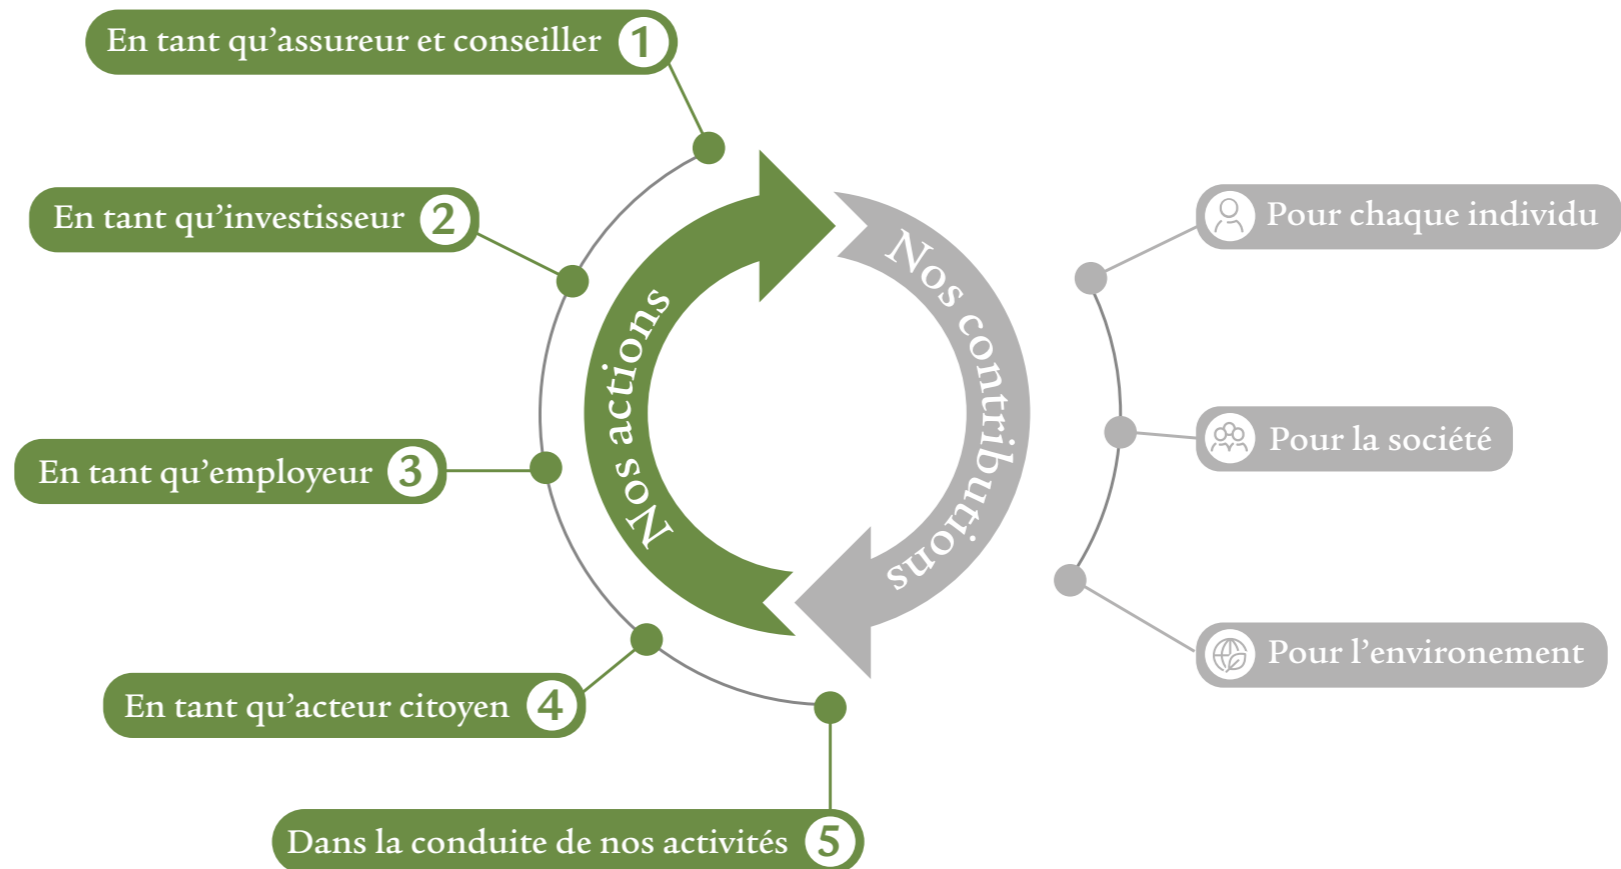 En tant qu’assureur et conseiller 1
En tant qu’investisseur 2
En tant qu’employeur 3
En tant qu’acteur citoyen 4
Dans la conduite de nos activités 5
Nos actions
Nos contributions
Pour chaque individu
Pour la société
Pour l’environement